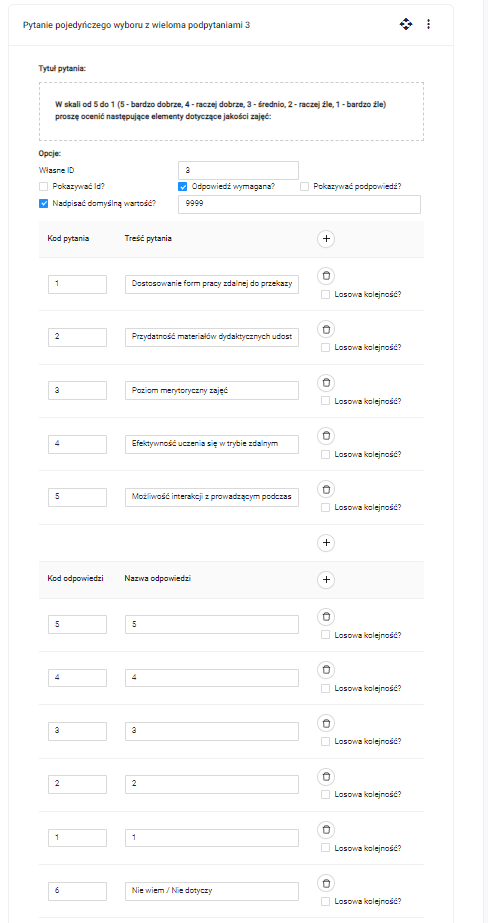 Pytanie pojedyńczego wyboru z wieloma podpytaniami 3
Tytuł pytania:
W skali od 5 do 1 (5 - bardzo dobrze, 4 - raczej dobrze, 3 - średnio, 2 - raczej źle, 1 - bardzo źle)
proszę ocenić następujące elementy dotyczące jakości zajęć:
Opcje:
Własne ID 3
Pokazywać Id? Odpowiedź wymagana? Pokazywać podpowiedź?
Nadpisać domyślną wartość? 9999
Kod pytania Treść pytania
1 Dostosowanie form pracy zdalnej do przekazy
Losowa kolejność?
2 Przydatność materiałów dydaktycznych udost
Losowa kolejność?
3 Poziom merytoryczny zajęć
Losowa kolejność?
4 Efektywność uczenia się w trybie zdalnym
Losowa kolejność?
5 Możliwość interakcji z prowadzącym podczas
Losowa kolejność?
Kod odpowiedzi Nazwa odpowiedzi
5 5
Losowa kolejność?
4 4
Losowa kolejność?
3 3
Losowa kolejność?
2 2
Losowa kolejność?
1 1
Losowa kolejność?
6 Nie wiem / Nie dotyczy
Losowa kolejność?